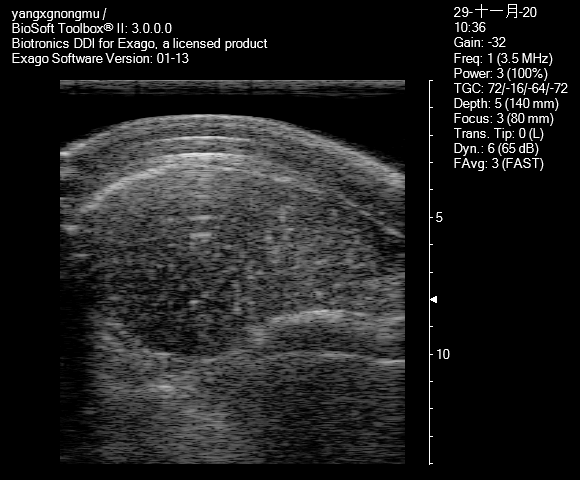 yangxgnongmu /
BioSoft Toolbox® II: 3.0.0.0
Biotronics DDI for Exago, a licensed product
Exago Software Version: 01-13
29-十一月-20
10:36
Gain: -32
Freq: 1 (3.5 MHz)
Power: 3 (100%)
TGC: 72/-16/-64/-72
Depth: 5 (140 mm)
Focus: 3 (80 mm)
Trans. Tip: 0 (L)
Dyn.: 6 (65 dB)
FAvg: 3 (FAST)
5
10